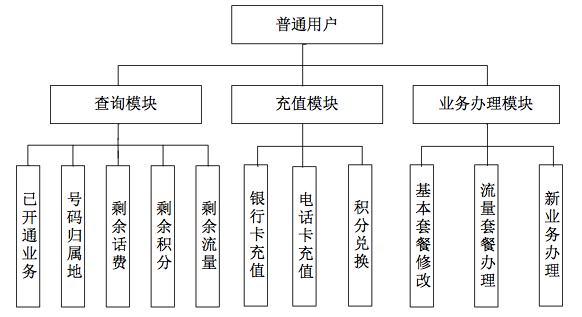 普通用户
查询模块
充值模块
业务办理模块
已开通业务
号码归属地
剩余话费
剩余积分
剩余流量
银行卡充值
电话卡充值
积分兑换
基本套餐修改
流量套餐办理
新业务办理